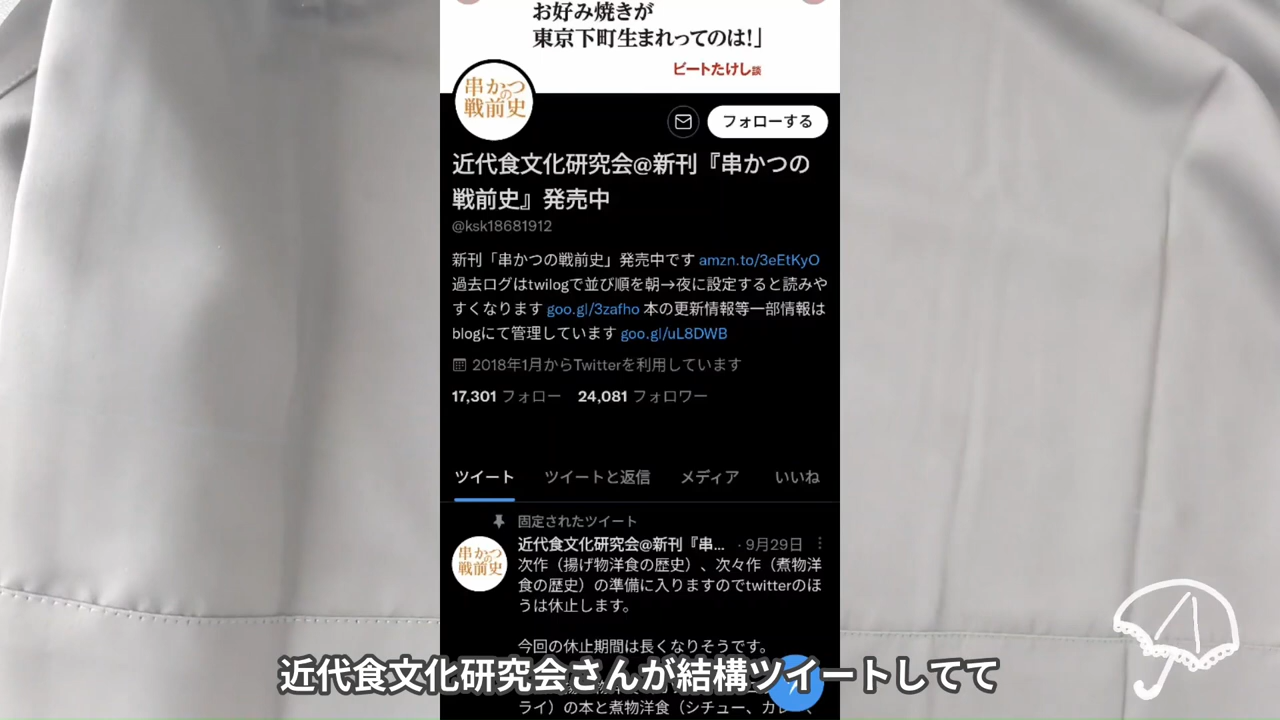 お好み焼きが
東京下町生まれってのは!」
ビートたけし談
串かつ
の
戦前史
フォローする
近代食文化研究会@新刊『串かつの
戦前史』発売中
@ksk18681912
新刊「串かつの戦前史」発売中です amzn.to/3eEtKyO
過去ログはtwilogで並び順を朝→夜に設定すると読みや
すくなります goo.gl/3zafho 本の更新情報等一部情報は
blogにて管理しています goo.gl/uL8DWB
2018年1月からTwitterを利用しています
17,301 フォロー 24,081 フォロワー
ツイート ツイートと返信 メディア いいね
固定されたツイート
近代食文化研究会@新刊『串... · 9月29日
串かつ
の
戦前史
次作（揚げ物洋食の歴史）、次々作（煮物洋
食の歴史）の準備に入りますのでtwitterのほ
うは休止します。
今回の休止期間は長くなりそうです。
近代食文化研究会さんが結構ツイートしてて
ライ）の本と煮物洋食（シチュー、カ